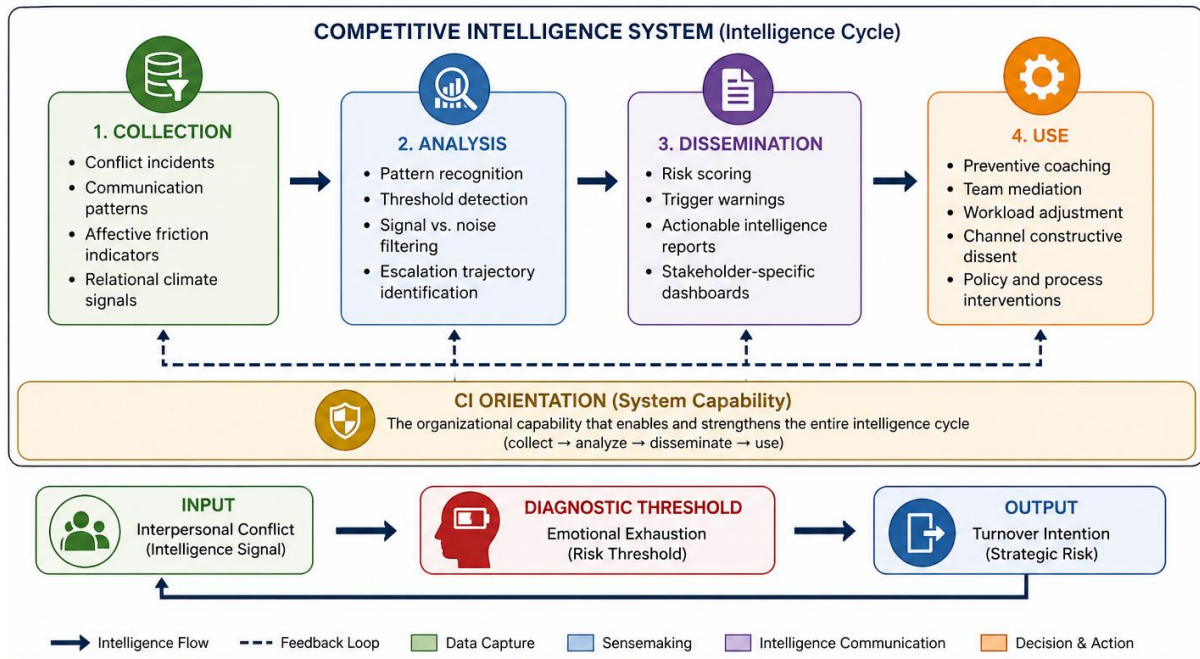 COMPETITIVE INTELLIGENCE SYSTEM (Intelligence Cycle)
1. COLLECTION
• Conflict incidents
• Communication
patterns
• Affective friction
indicators
• Relational climate
signals
2. ANALYSIS
• Pattern recognition
• Threshold detection
• Signal vs. noise
filtering
• Escalation trajectory
identification
3. DISSEMINATION
• Risk scoring
• Trigger warnings
• Actionable intelligence
reports
• Stakeholder-specific
dashboards
4. USE
• Preventive coaching
• Team mediation
• Workload adjustment
• Channel constructive
dissent
• Policy and process
interventions
CI ORIENTATION (System Capability)
The organizational capability that enables and strengthens the entire intelligence cycle
(collect → analyze → disseminate → use)
INPUT
Interpersonal Conflict
(Intelligence Signal)
DIAGNOSTIC THRESHOLD
Emotional Exhaustion
(Risk Threshold)
OUTPUT
Turnover Intention
(Strategic Risk)
Intelligence Flow
Feedback Loop
Data Capture
Sensemaking
Intelligence Communication
Decision & Action